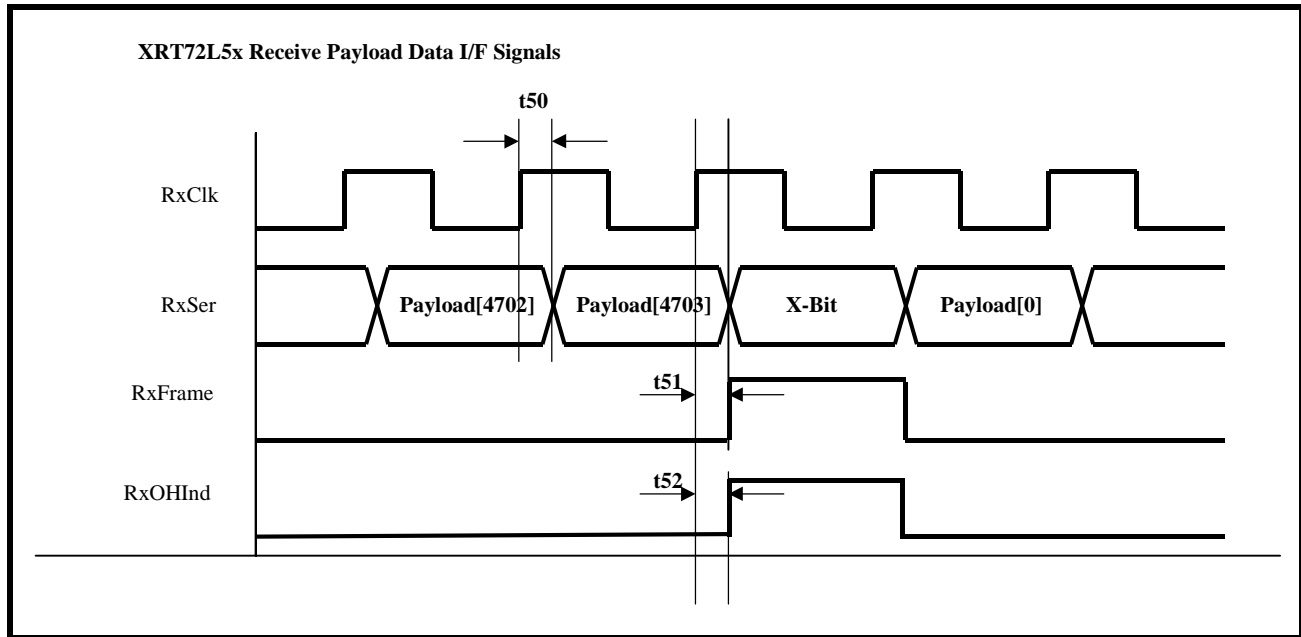 XRT72L5x Receive Payload Data I/F Signals
t50
RxClk
RxSer
Payload[4702]
Payload[4703]
X-Bit
Payload[0]
RxFrame
t51
RxOHInd
t52